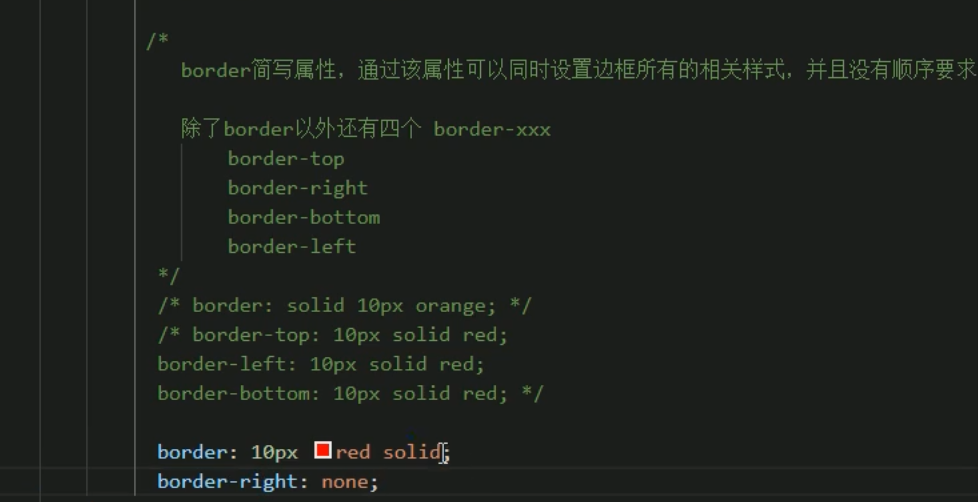 /*
border简写属性，通过该属性可以同时设置边框所有的相关样式，并且没有顺序要求
除了border以外还有四个 border-xxx
border-top
border-right
border-bottom
border-left
*/
/* border: solid 10px orange; */
/* border-top: 10px solid red;
border-left: 10px solid red;
border-bottom: 10px solid red; */
border: 10px red solid;
border-right: none;